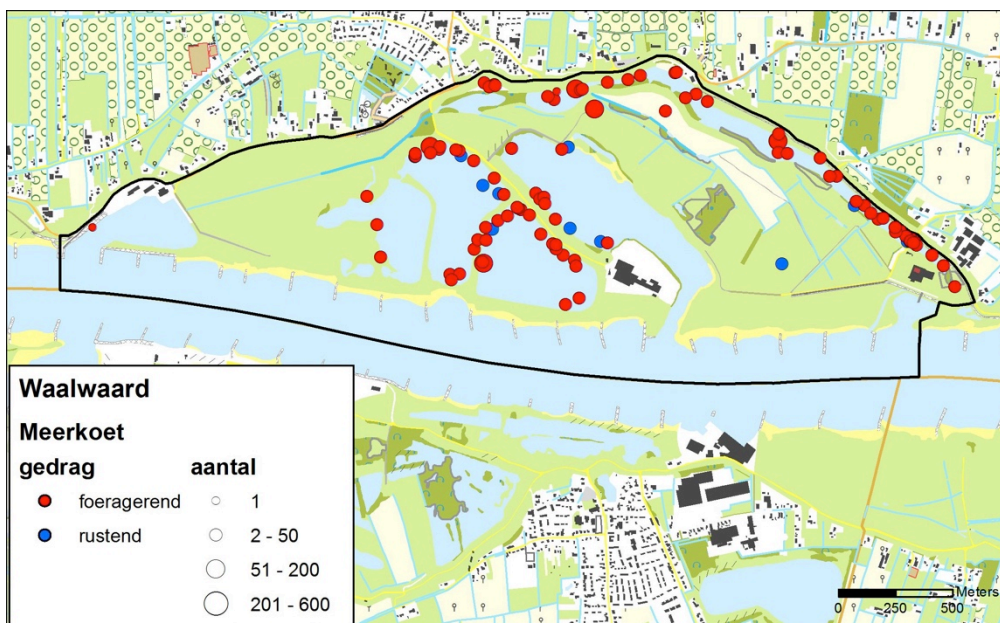 Waalwaard
Meerkoet
gedrag aantal
foeragerend 1
rustend 2 - 50
51 - 200
201 - 600
Meters
0 250 500